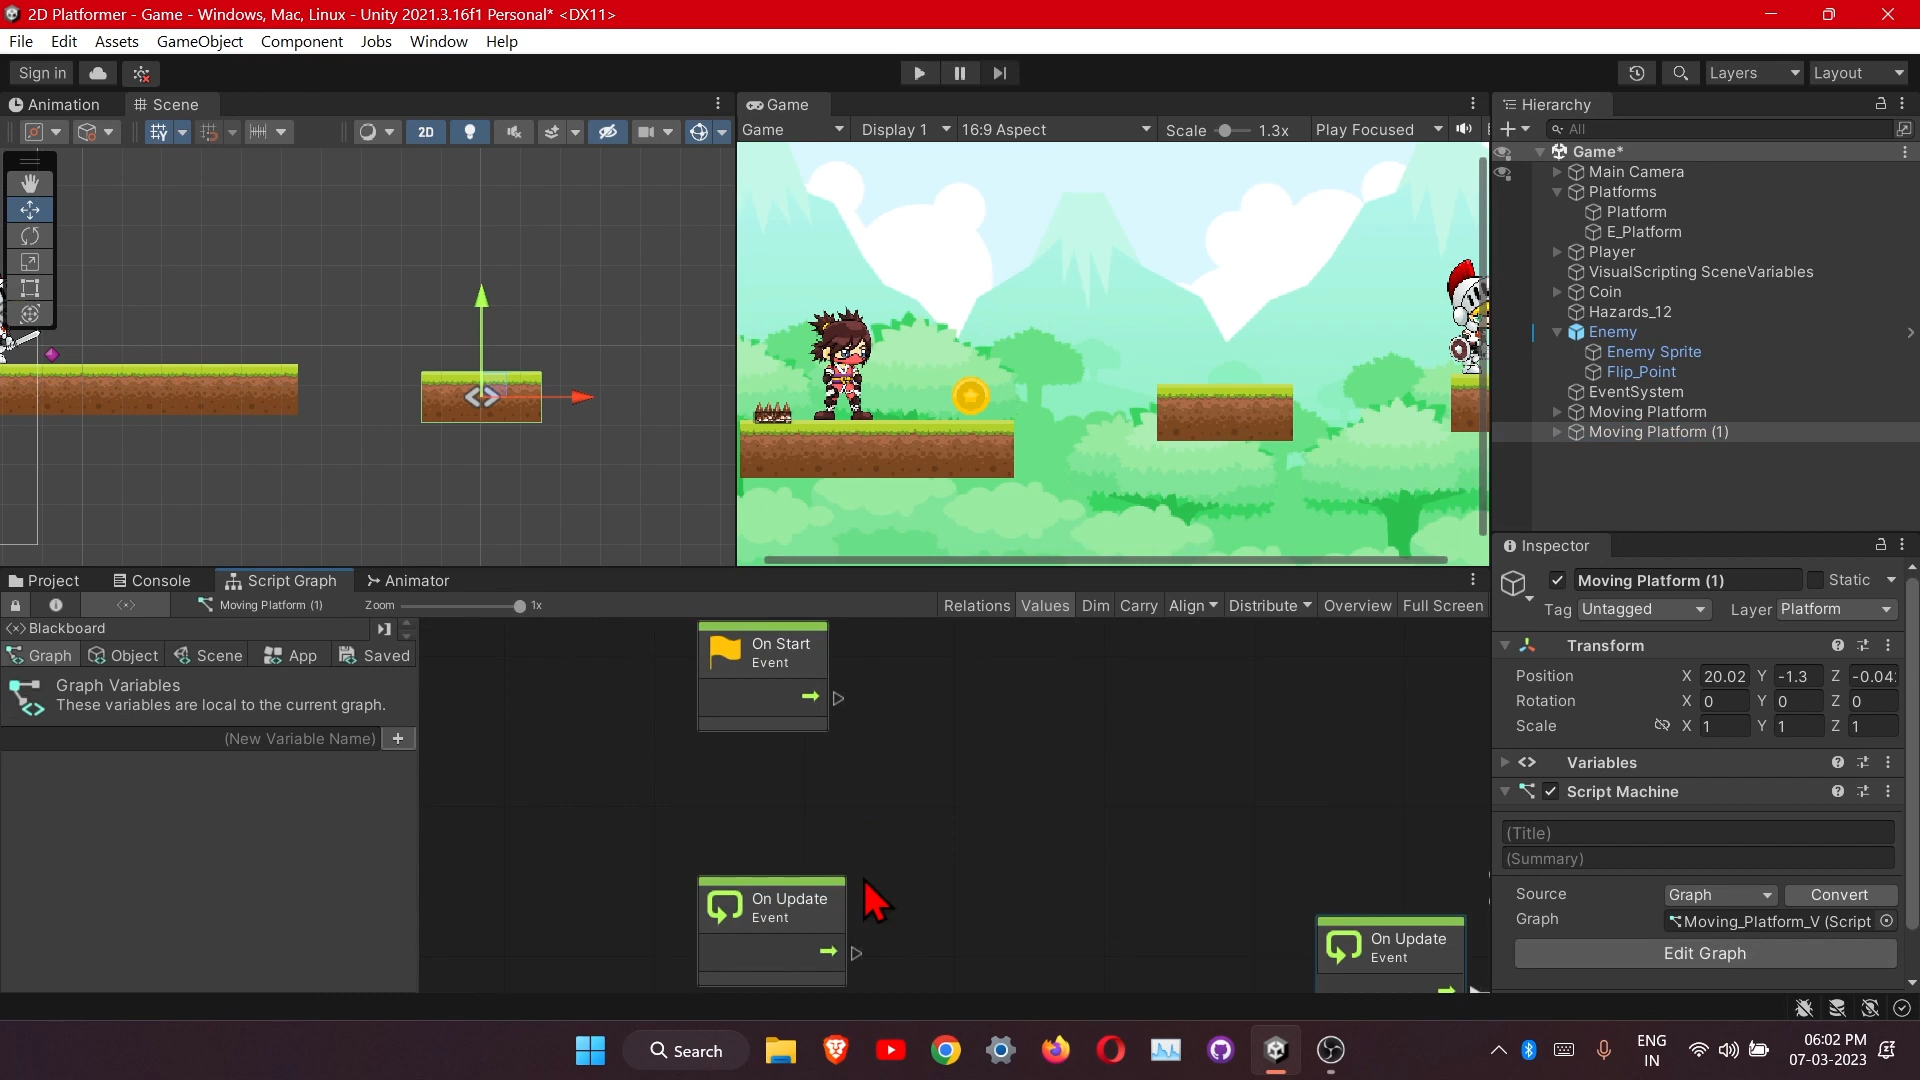 2D Platformer - Game - Windows, Mac, Linux - Unity 2021.3.16f1 Personal* <DX11>
File Edit Assets GameObject Component Jobs Window Help
Sign in
Layers
Layout
Animation
Scene
Game
Hierarchy
2D
Game
Display 1
16:9 Aspect
Scale
1.3x
Play Focused
All
Game*
Main Camera
Platforms
Platform
E_Platform
Player
VisualScripting SceneVariables
Coin
Hazards_12
Enemy
Enemy Sprite
Flip_Point
EventSystem
Moving Platform
Moving Platform (1)
Project
Console
Script Graph
Animator
Moving Platform (1)
Zoom
1x
Relations
Values
Dim
Carry
Align
Distribute
Overview
Full Screen
Blackboard
Graph
Object
Scene
App
Saved
Graph Variables
These variables are local to the current graph.
(New Variable Name)
On Start
Event
On Update
Event
On Update
Event
Inspector
Moving Platform (1)
Static
Tag Untagged
Layer Platform
Transform
Position X 20.02 Y -1.3 Z -0.04
Rotation X 0 Y 0 Z 0
Scale X 1 Y 1 Z 1
Variables
Script Machine
(Title)
(Summary)
Source Graph Convert
Graph Moving_Platform_V (Script
Edit Graph
Search
ENG
IN
06:02 PM
07-03-2023